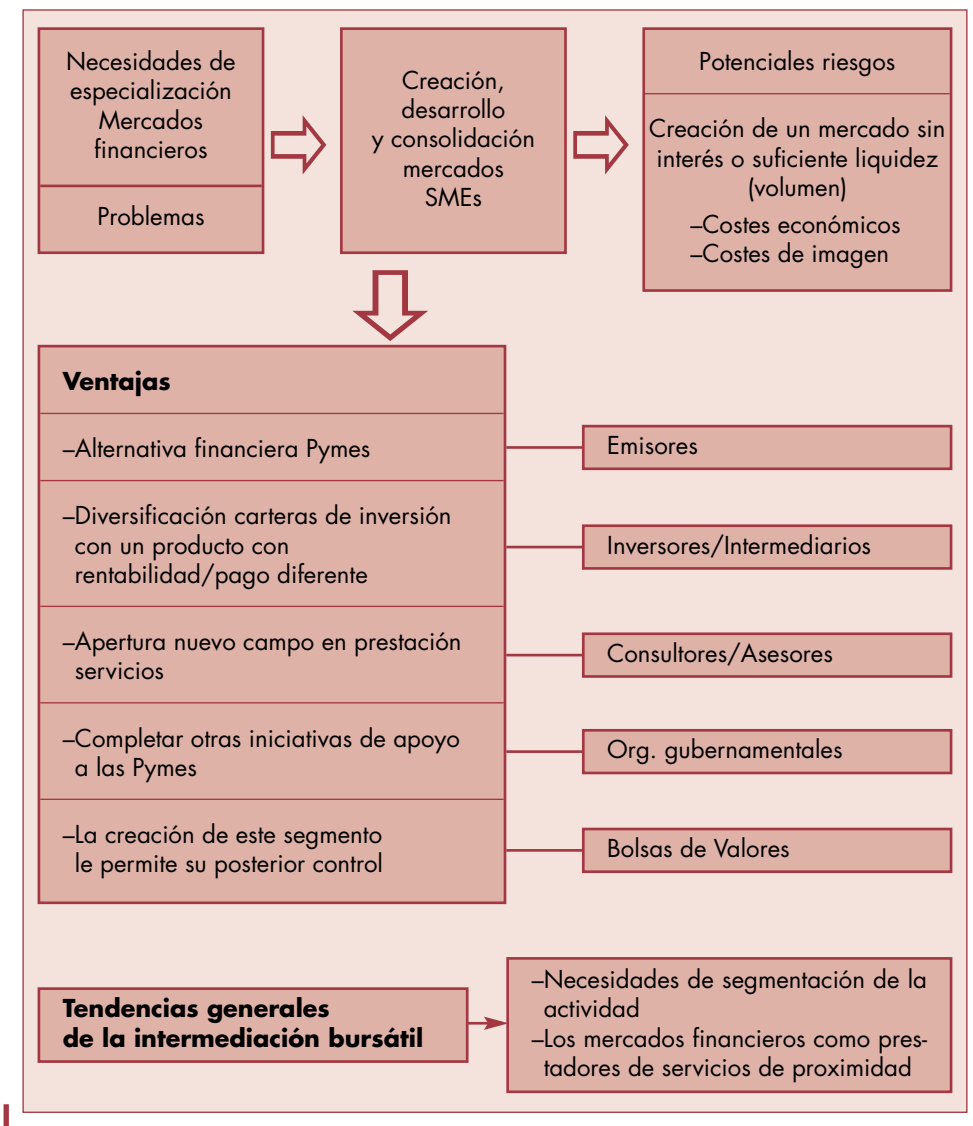 Necesidades de
especialización
Mercados
financieros
Problemas
Creación,
desarrollo
y consolidación
mercados
SMEs
Potenciales riesgos
Creación de un mercado sin
interés o suficiente liquidez
(volumen)
–Costes económicos
–Costes de imagen
Ventajas
–Alternativa financiera Pymes
Emisores
–Diversificación carteras de inversión
con un producto con
rentabilidad/pago diferente
Inversores/Intermediarios
–Apertura nuevo campo en prestación
servicios
Consultores/Asesores
–Completar otras iniciativas de apoyo
a las Pymes
Org. gubernamentales
–La creación de este segmento
le permite su posterior control
Bolsas de Valores
Tendencias generales
de la intermediación bursátil
–Necesidades de segmentación de la
actividad
–Los mercados financieros como pres-
tadores de servicios de proximidad